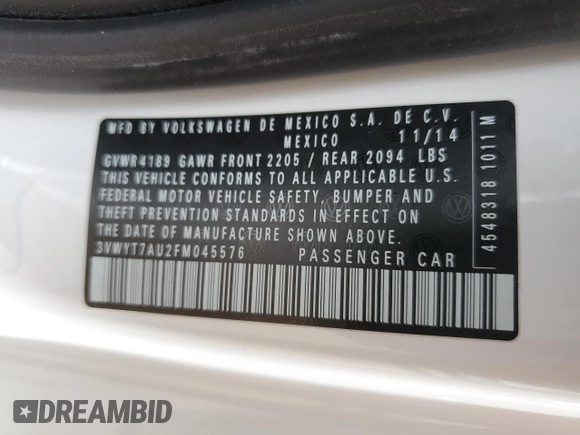 MFD BY VOLKSWAGEN DE MEXICO S.A. DE C.V.
MEXICO 11/14
GVWR4189 GAWR FRONT 2205 / REAR 2094 LBS
THIS VEHICLE CONFORMS TO ALL APPLICABLE U.S.
FEDERAL MOTOR VEHICLE SAFETY, BUMPER AND
THEFT PREVENTION STANDARDS IN EFFECT ON
THE DATE OF MANUFACTURE SHOWN ABOVE.
3VWYT7AU2FM045576 PASSENGER CAR
4548318 1011 M
DREAMBID